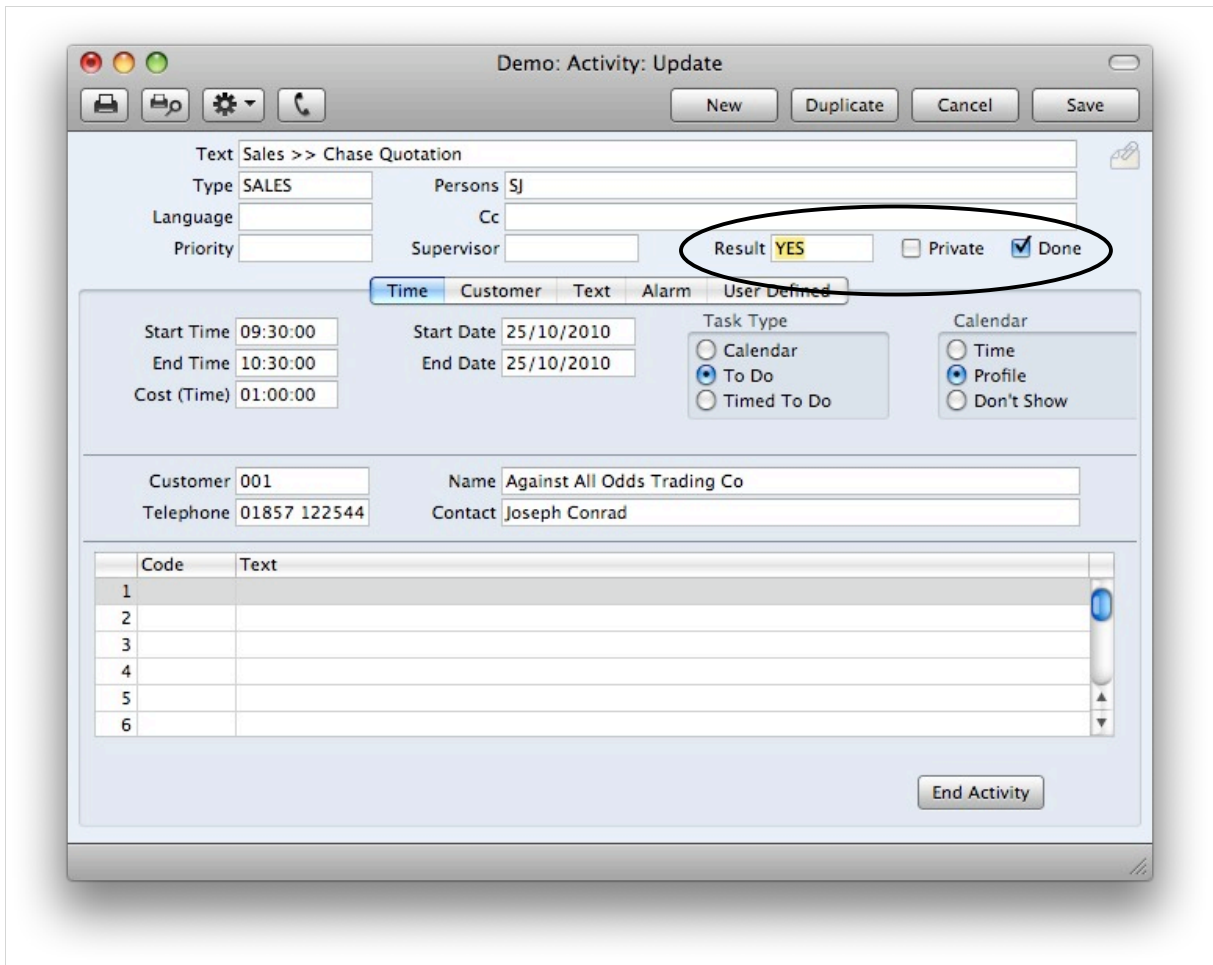 Demo: Activity: Update
New Duplicate Cancel Save
Text Sales >> Chase Quotation
Type SALES Persons SJ
Language Cc
Priority Supervisor Result YES Private Done
Time Customer Text Alarm User Defined
Task Type Calendar
Start Time 09:30:00 Start Date 25/10/2010 Calendar Time
End Time 10:30:00 End Date 25/10/2010 To Do Profile
Cost (Time) 01:00:00 Timed To Do Don't Show
Customer 001 Name Against All Odds Trading Co
Telephone 01857 122544 Contact Joseph Conrad
Code Text
1
2
3
4
5
6
End Activity